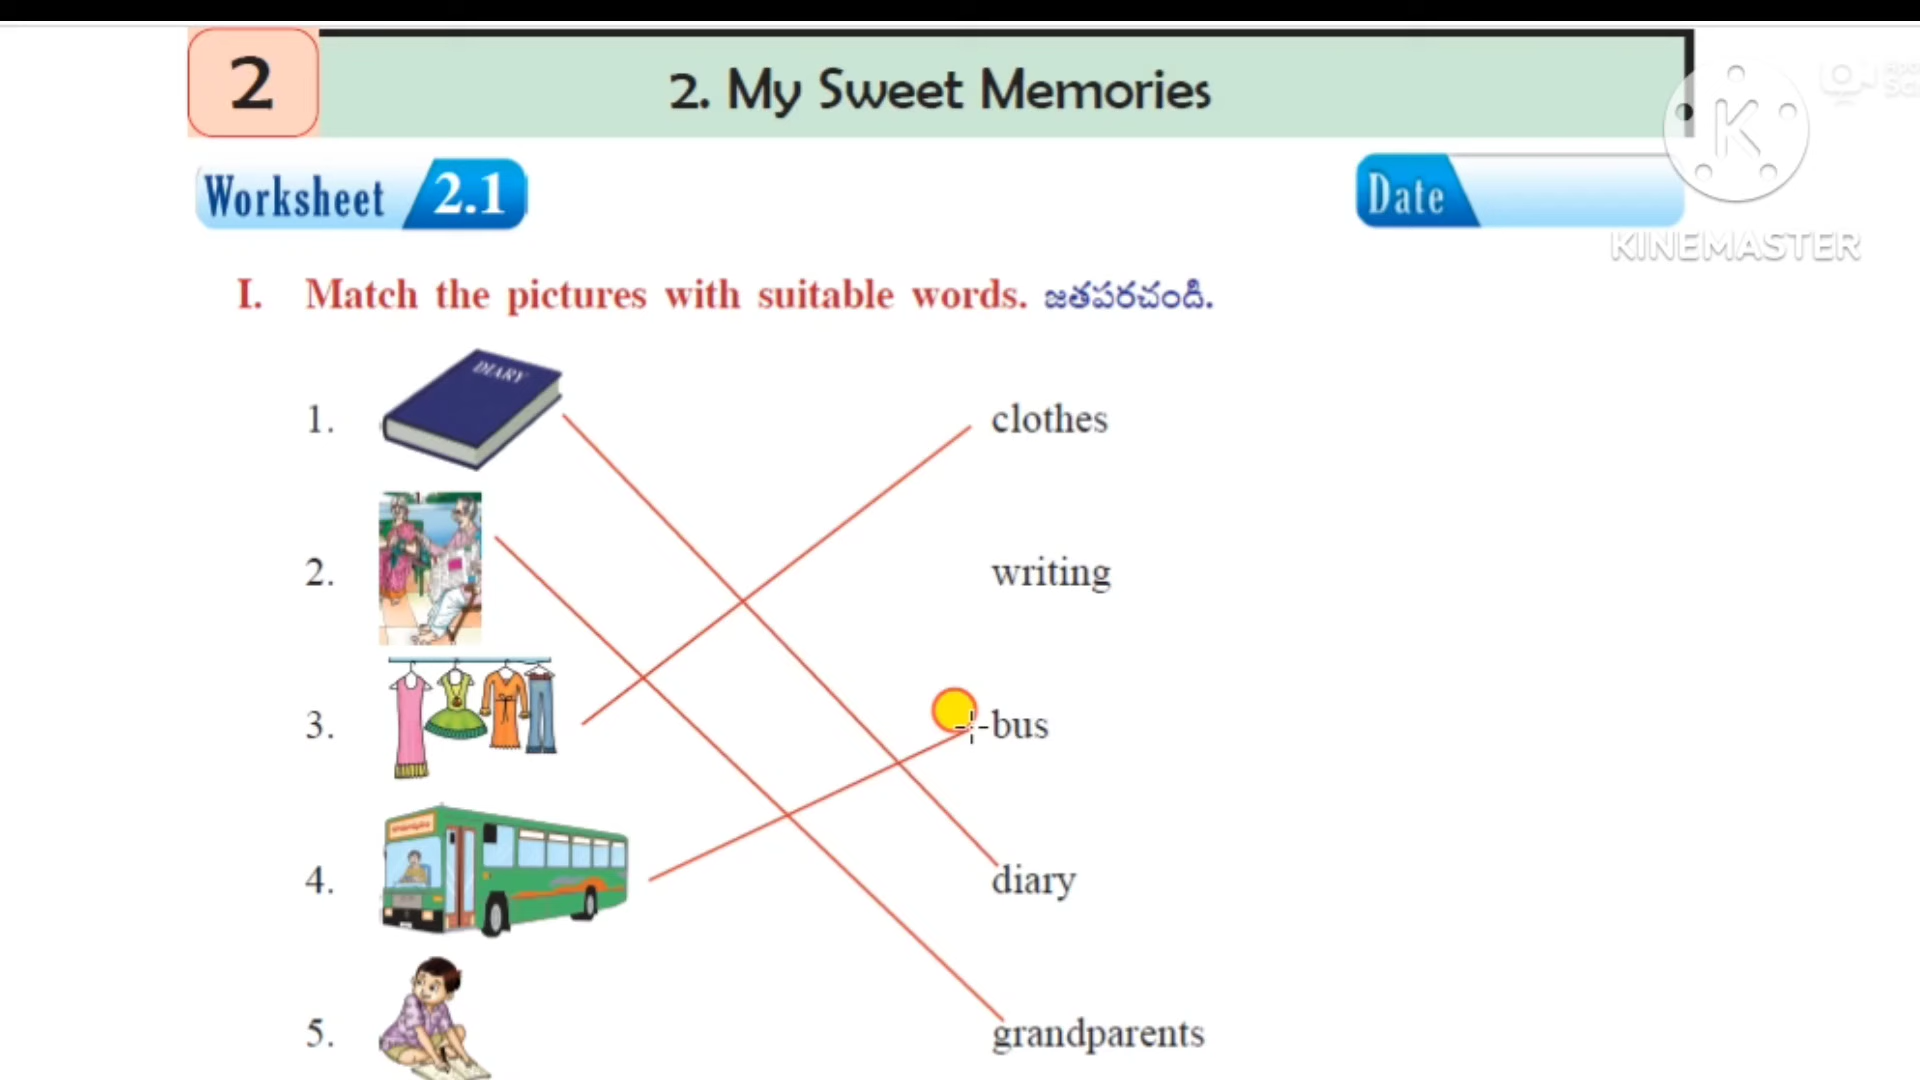 2
2. My Sweet Memories
Worksheet 2.1
Date
KINEMASTER
I. Match the pictures with suitable words. జతపరచండి.
1. DIARY clothes
2. writing
3. bus
4. diary
5. grandparents